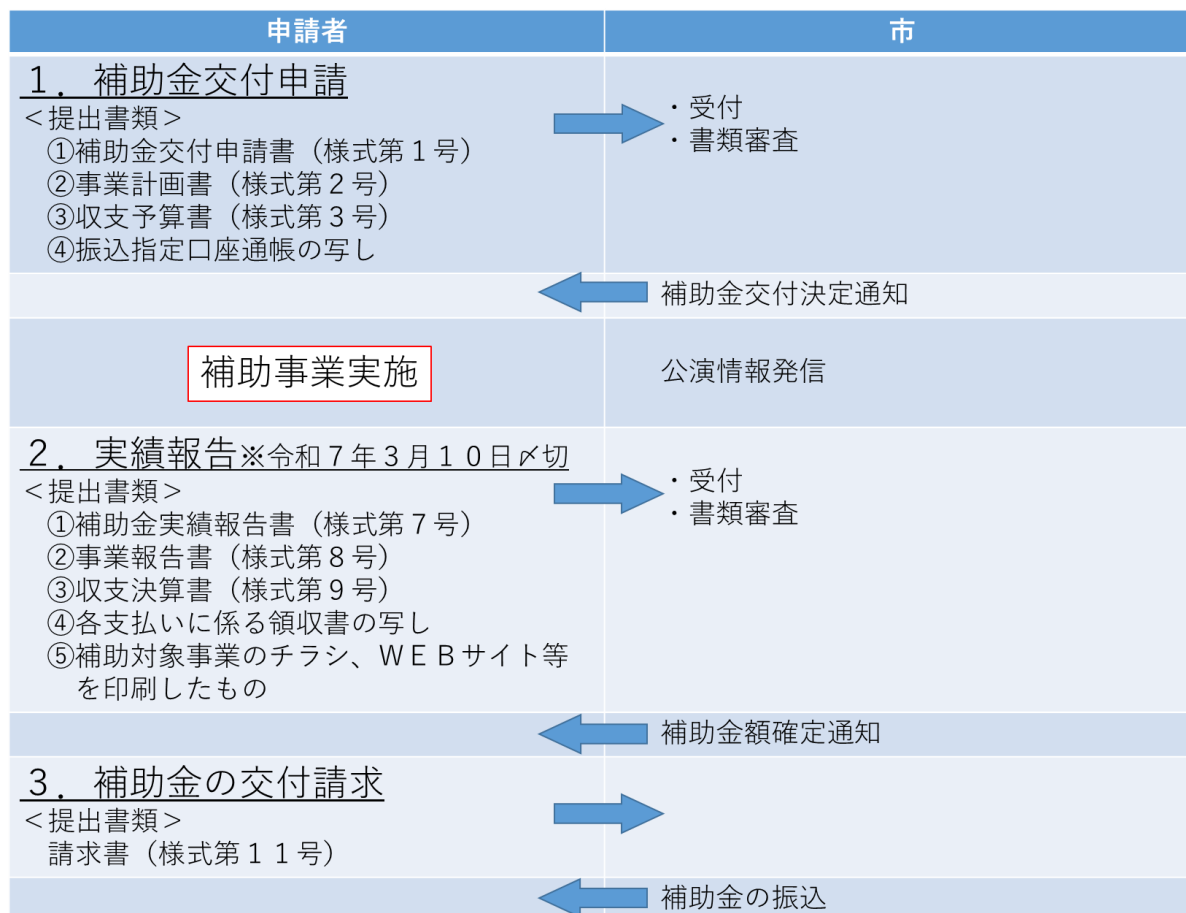 申請者
市
１．補助金交付申請
＜提出書類＞
①補助金交付申請書（様式第１号）
②事業計画書（様式第２号）
③収支予算書（様式第３号）
④振込指定口座通帳の写し
・受付
・書類審査
補助金交付決定通知
補助事業実施
公演情報発信
２．実績報告※令和７年３月１０日〆切
＜提出書類＞
①補助金実績報告書（様式第７号）
②事業報告書（様式第８号）
③収支決算書（様式第９号）
④各支払いに係る領収書の写し
⑤補助対象事業のチラシ、ＷＥＢサイト等
を印刷したもの
・受付
・書類審査
補助金額確定通知
３．補助金の交付請求
＜提出書類＞
請求書（様式第１１号）
補助金の振込